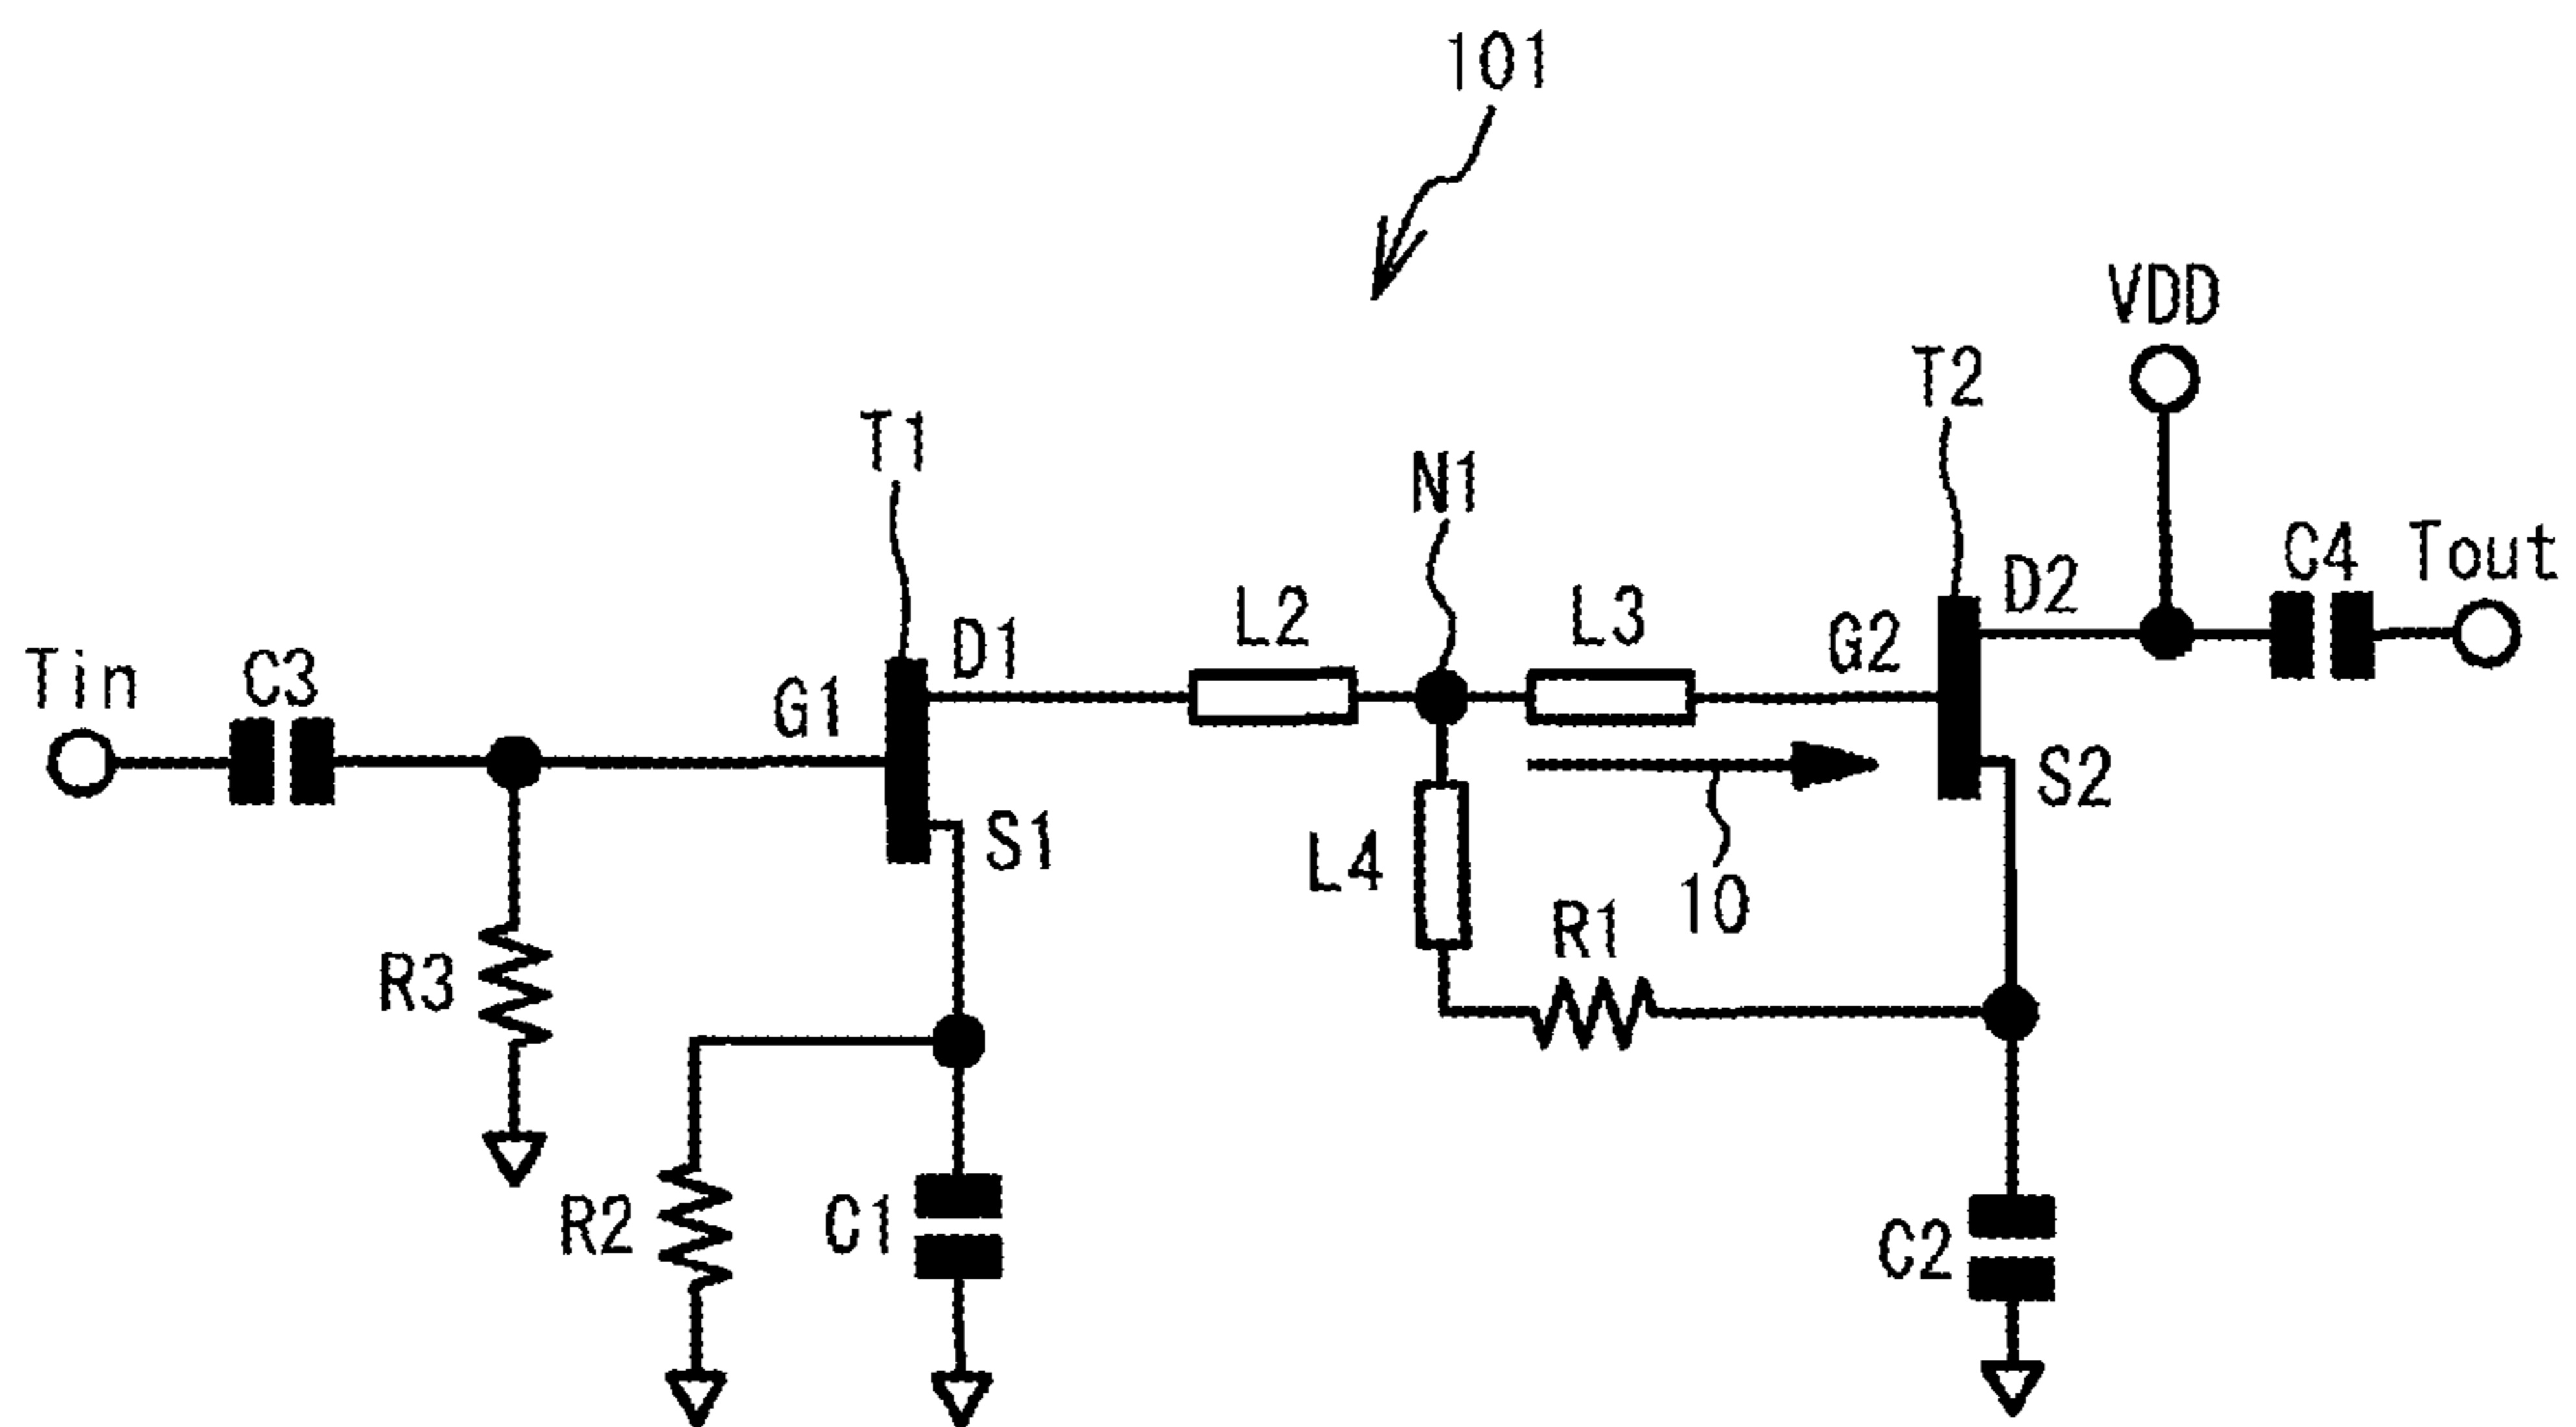 101
VDD
T2
T1
N1
C4
Tout
D2
L2
L3
G2
D1
Tin
C3
G1
S2
S1
L4
10
R1
R3
R2
C1
C2